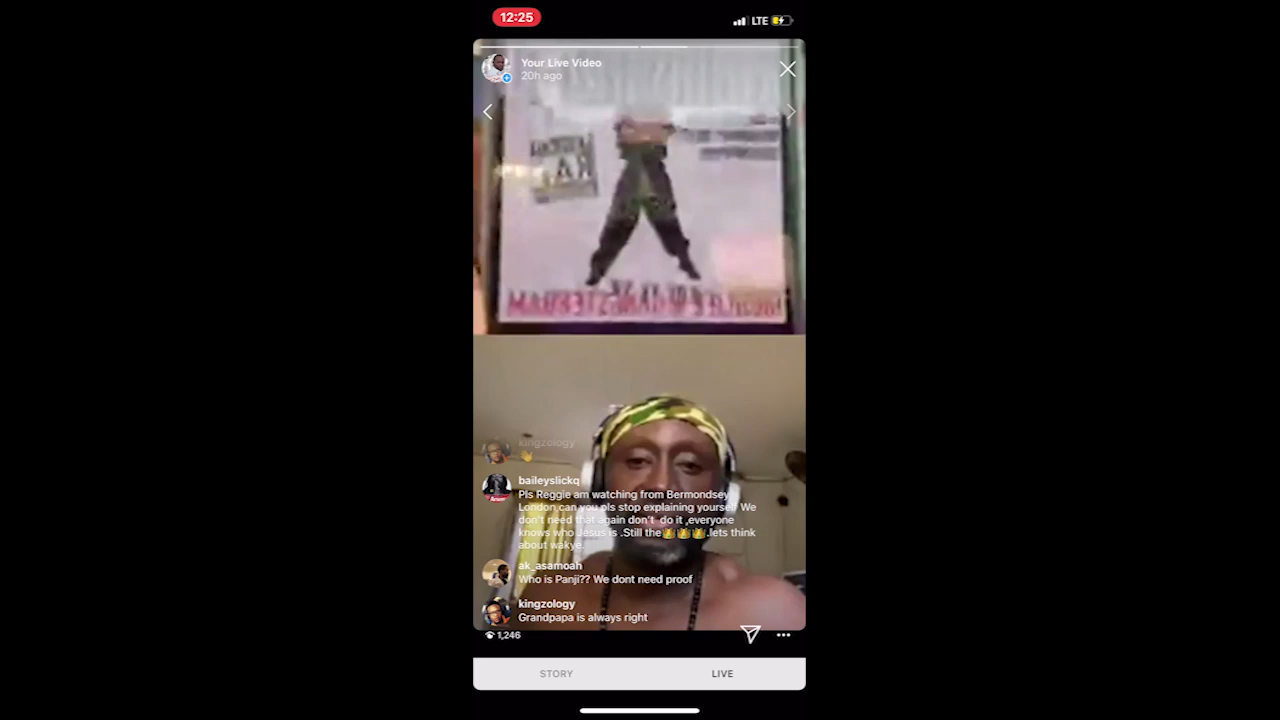 12:25
LTE
Your Live Video
20h ago
kingzology
👋
baileyslickq
Pls Reggie am watching from Bermondsey
London,can you pls stop explaining yourself We
don't need that again don't do it ,everyone
knows who Jesus is .Still the🤴🤴🤴.lets think
about wakye.
ak_asamoah
Who is Panji?? We dont need proof
kingzology
Grandpapa is always right
1,246
STORY
LIVE